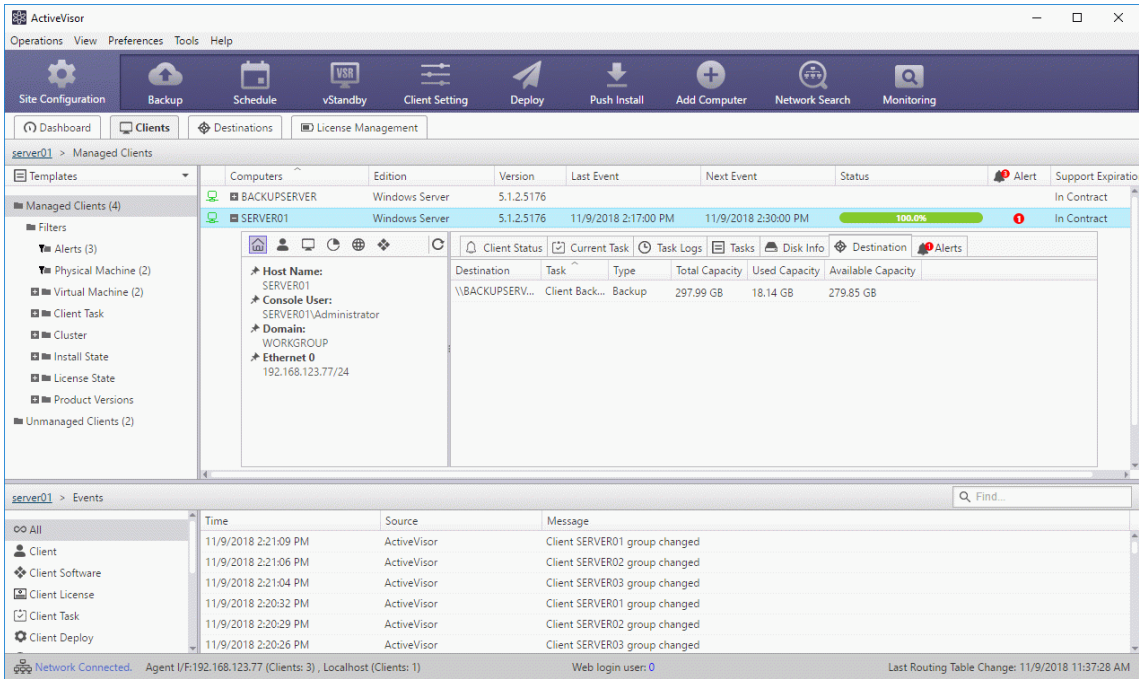 ActiveVisor
Operations View Preferences Tools Help
Site Configuration Backup Schedule VSR vStandby Client Setting Deploy Push Install Add Computer Network Search Monitoring
Dashboard Clients Destinations License Management
server01 > Managed Clients
Templates Computers Edition Version Last Event Next Event Status Alert Support Expiratio
BACKUPSERVER Windows Server 5.1.2.5176 In Contract
Managed Clients (4) SERVER01 Windows Server 5.1.2.5176 11/9/2018 2:17:00 PM 11/9/2018 2:30:00 PM 100.0% 1 In Contract
Filters
Alerts (3) Client Status Current Task Task Logs Tasks Disk Info Destination Alerts
Physical Machine (2) Host Name: Destination Task Type Total Capacity Used Capacity Available Capacity
Virtual Machine (2) SERVER01 \\BACKUPSERV... Client Back... Backup 297.99 GB 18.14 GB 279.85 GB
Console User:
Client Task SERVER01\Administrator
Cluster Domain:
WORKGROUP
Install State Ethernet 0
License State 192.168.123.77/24
Product Versions
Unmanaged Clients (2)
server01 > Events Find...
All Time Source Message
Client 11/9/2018 2:21:09 PM ActiveVisor Client SERVER01 group changed
Client Software 11/9/2018 2:21:06 PM ActiveVisor Client SERVER02 group changed
Client License 11/9/2018 2:21:04 PM ActiveVisor Client SERVER03 group changed
Client Task 11/9/2018 2:20:32 PM ActiveVisor Client SERVER01 group changed
Client Deploy 11/9/2018 2:20:29 PM ActiveVisor Client SERVER02 group changed
11/9/2018 2:20:26 PM ActiveVisor Client SERVER03 group changed
Network Connected. Agent I/F:192.168.123.77 (Clients: 3) , Localhost (Clients: 1) Web login user: 0 Last Routing Table Change: 11/9/2018 11:37:28 AM